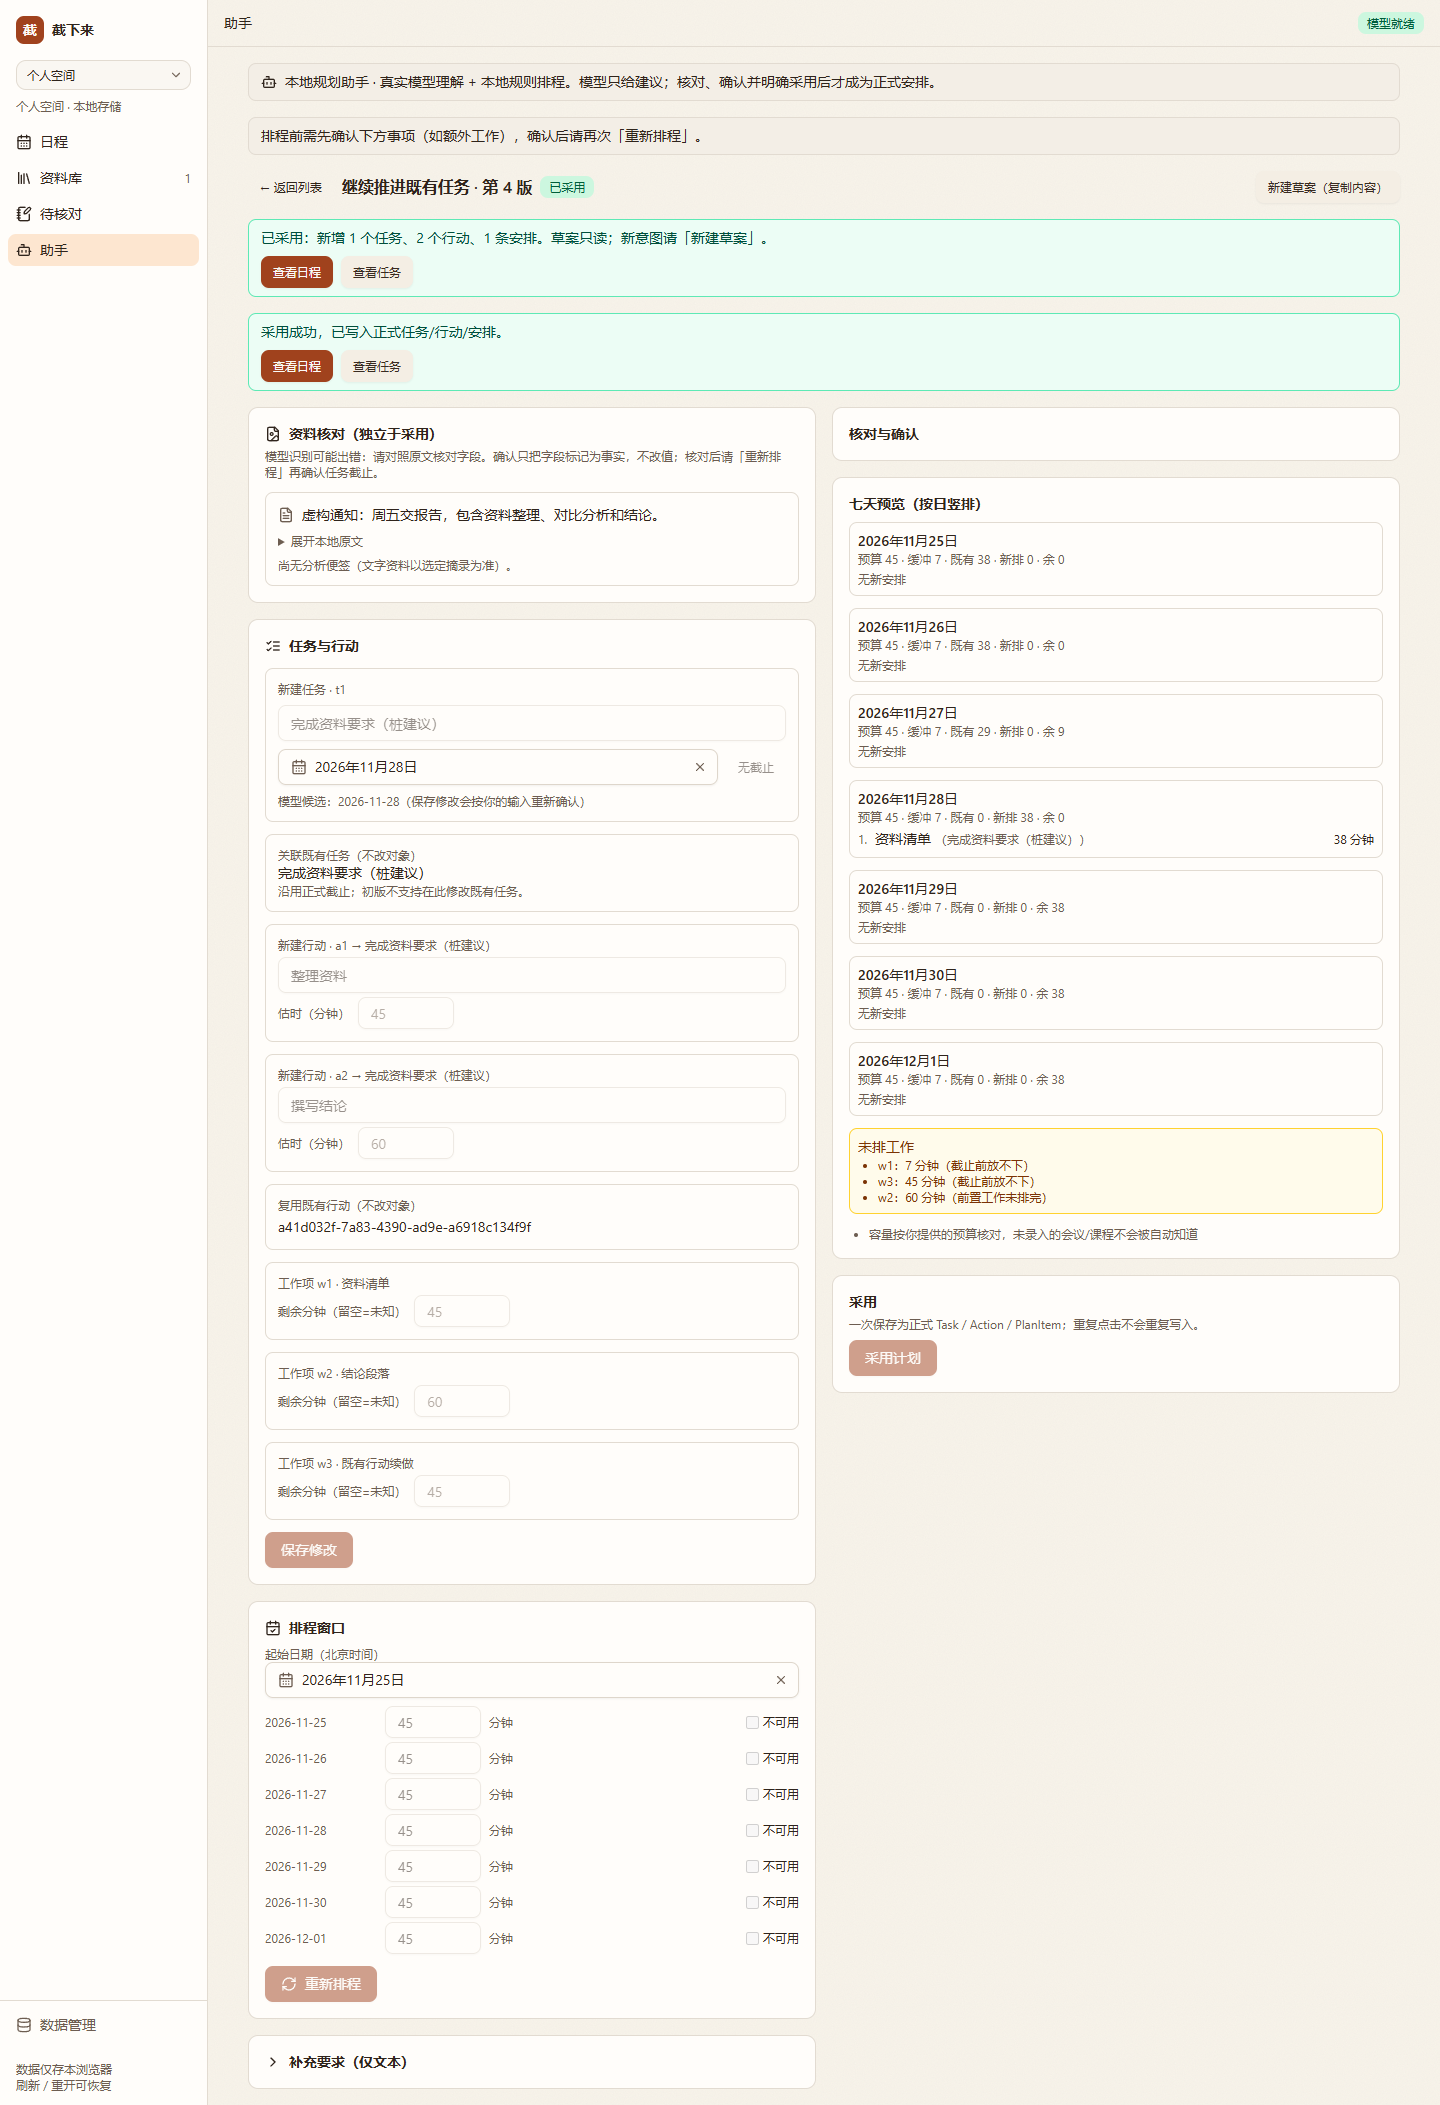 截 截下来
个人空间
个人空间 · 本地存储
日程
资料库 1
待核对
助手
数据管理
数据仅存本浏览器
刷新 / 重开可恢复
助手
模型就绪
本地规划助手 · 真实模型理解 + 本地规则排程。模型只给建议；核对、确认并明确采用后才成为正式安排。
排程前需先确认下方事项（如额外工作），确认后请再次「重新排程」。
← 返回列表 继续推进既有任务 · 第 4 版 已采用 新建草案（复制内容）
已采用：新增 1 个任务、2 个行动、1 条安排。草案只读；新意图请「新建草案」。
查看日程 查看任务
采用成功，已写入正式任务/行动/安排。
查看日程 查看任务
资料核对（独立于采用）
模型识别可能出错：请对照原文核对字段。确认只把字段标记为事实，不改值；核对后请「重新排
程」再确认任务截止。
虚构通知：周五交报告，包含资料整理、对比分析和结论。
▶ 展开本地原文
尚无分析便签（文字资料以选定摘录为准）。
任务与行动
新建任务 · t1
完成资料要求（桩建议）
2026年11月28日 × 无截止
模型候选：2026-11-28（保存修改会按你的输入重新确认）
关联既有任务（不改对象）
完成资料要求（桩建议）
沿用正式截止；初版不支持在此修改既有任务。
新建行动 · a1 → 完成资料要求（桩建议）
整理资料
估时（分钟） 45
新建行动 · a2 → 完成资料要求（桩建议）
撰写结论
估时（分钟） 60
复用既有行动（不改对象）
a41d032f-7a83-4390-ad9e-a6918c134f9f
工作项 w1 · 资料清单
剩余分钟（留空=未知） 45
工作项 w2 · 结论段落
剩余分钟（留空=未知） 60
工作项 w3 · 既有行动续做
剩余分钟（留空=未知） 45
保存修改
排程窗口
起始日期（北京时间）
2026年11月25日 ×
2026-11-25 45 分钟 不可用
2026-11-26 45 分钟 不可用
2026-11-27 45 分钟 不可用
2026-11-28 45 分钟 不可用
2026-11-29 45 分钟 不可用
2026-11-30 45 分钟 不可用
2026-12-01 45 分钟 不可用
重新排程
补充要求（仅文本）
核对与确认
七天预览（按日竖排）
2026年11月25日
预算 45 · 缓冲 7 · 既有 38 · 新排 0 · 余 0
无新安排
2026年11月26日
预算 45 · 缓冲 7 · 既有 38 · 新排 0 · 余 0
无新安排
2026年11月27日
预算 45 · 缓冲 7 · 既有 29 · 新排 0 · 余 9
无新安排
2026年11月28日
预算 45 · 缓冲 7 · 既有 0 · 新排 38 · 余 0
1. 资料清单 （完成资料要求（桩建议）） 38 分钟
2026年11月29日
预算 45 · 缓冲 7 · 既有 0 · 新排 0 · 余 38
无新安排
2026年11月30日
预算 45 · 缓冲 7 · 既有 0 · 新排 0 · 余 38
无新安排
2026年12月1日
预算 45 · 缓冲 7 · 既有 0 · 新排 0 · 余 38
无新安排
未排工作
• w1：7 分钟（截止前放不下）
• w3：45 分钟（截止前放不下）
• w2：60 分钟（前置工作未排完）
• 容量按你提供的预算核对，未录入的会议/课程不会被自动知道
采用
一次保存为正式 Task / Action / PlanItem；重复点击不会重复写入。
采用计划